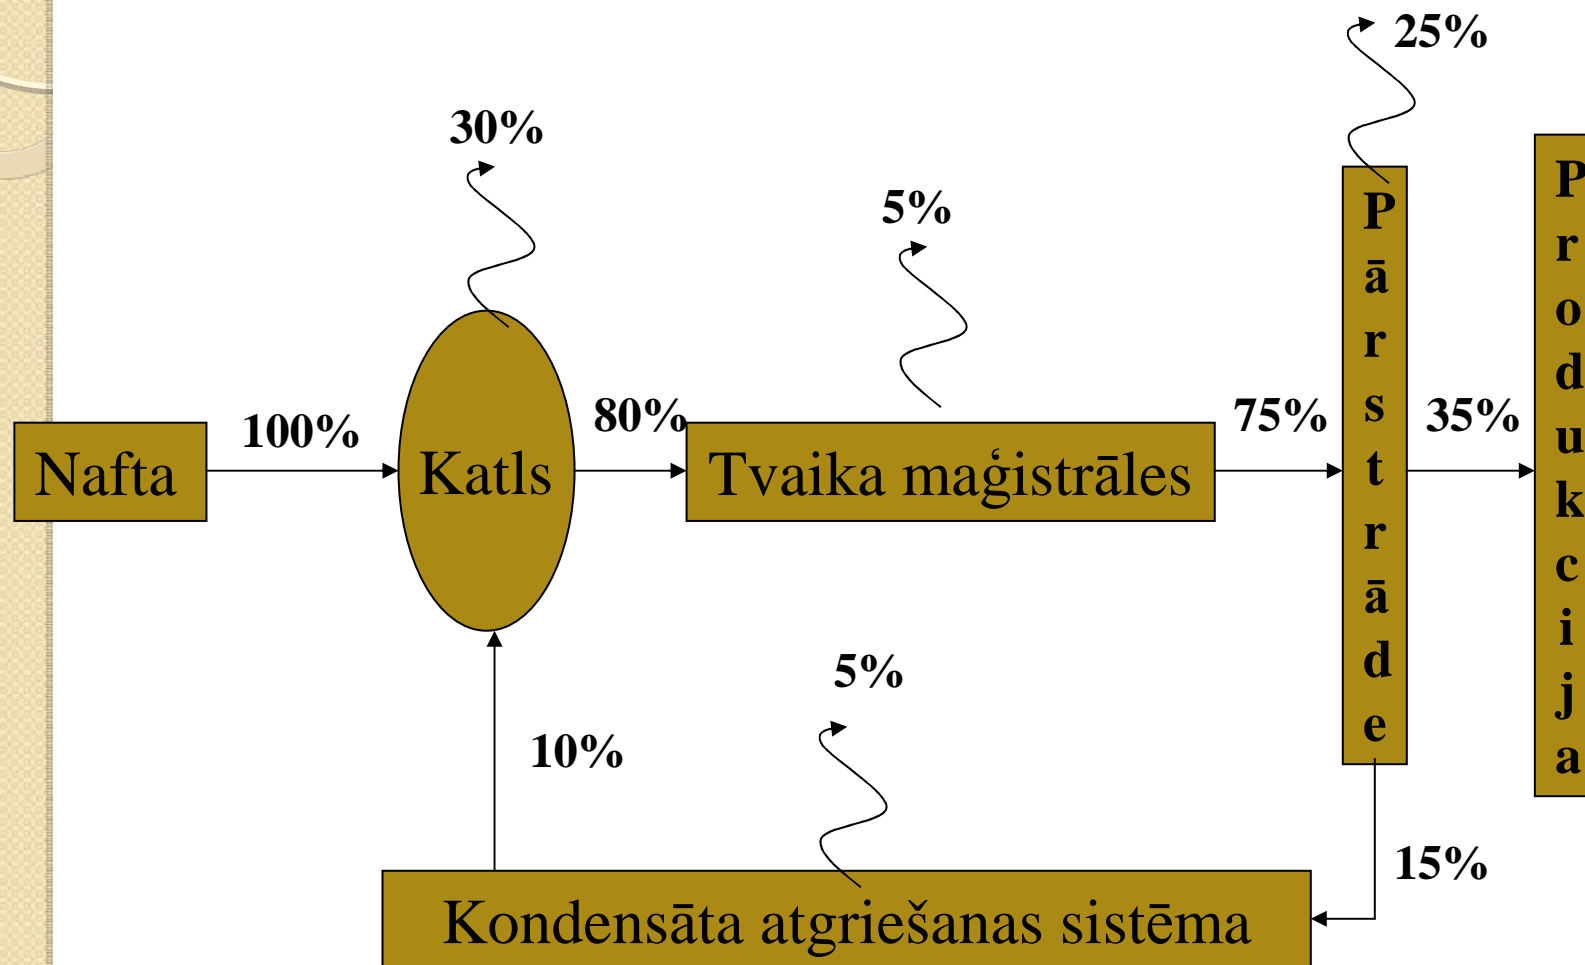 25%
30%
5%
Nafta
100%
Katls
80%
Tvaika maģistrāles
75%
Pārstrāde
35%
Produkcija
10%
5%
15%
Kondensāta atgriešanas sistēma